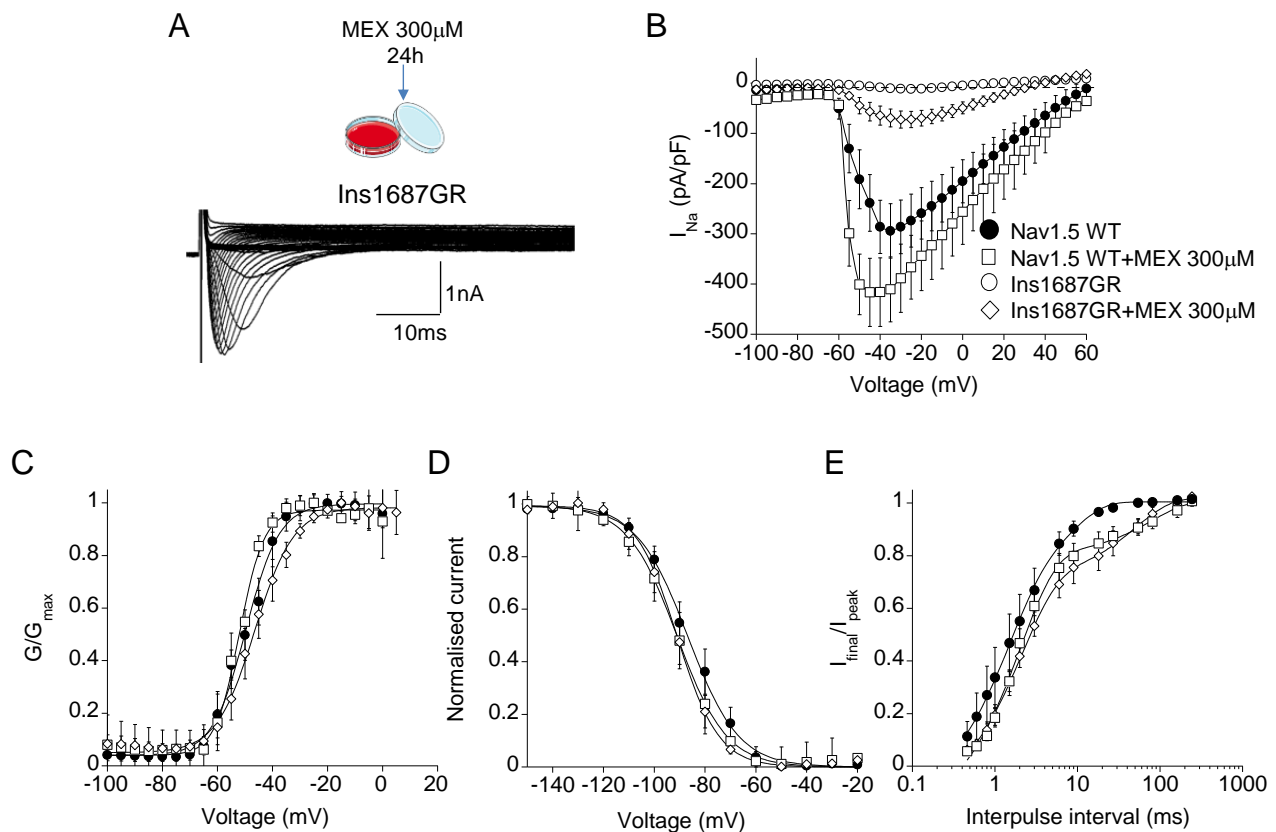 A
MEX 300µM
24h
Ins1687GR
1nA
10ms
B
0
-100
-200
-300
-400
-500
I_Na (pA/pF)
Nav1.5 WT
Nav1.5 WT+MEX 300µM
Ins1687GR
Ins1687GR+MEX 300µM
-100 -80 -60 -40 -20 0 20 40 60
Voltage (mV)
C
1
0.8
0.6
0.4
0.2
0
G/G_max
-100 -80 -60 -40 -20 0 20
Voltage (mV)
D
1
0.8
0.6
0.4
0.2
0
Normalised current
-140 -120 -100 -80 -60 -40 -20
Voltage (mV)
E
1
0.8
0.6
0.4
0.2
0
I_final/I_peak
0.1 1 10 100 1000
Interpulse interval (ms)